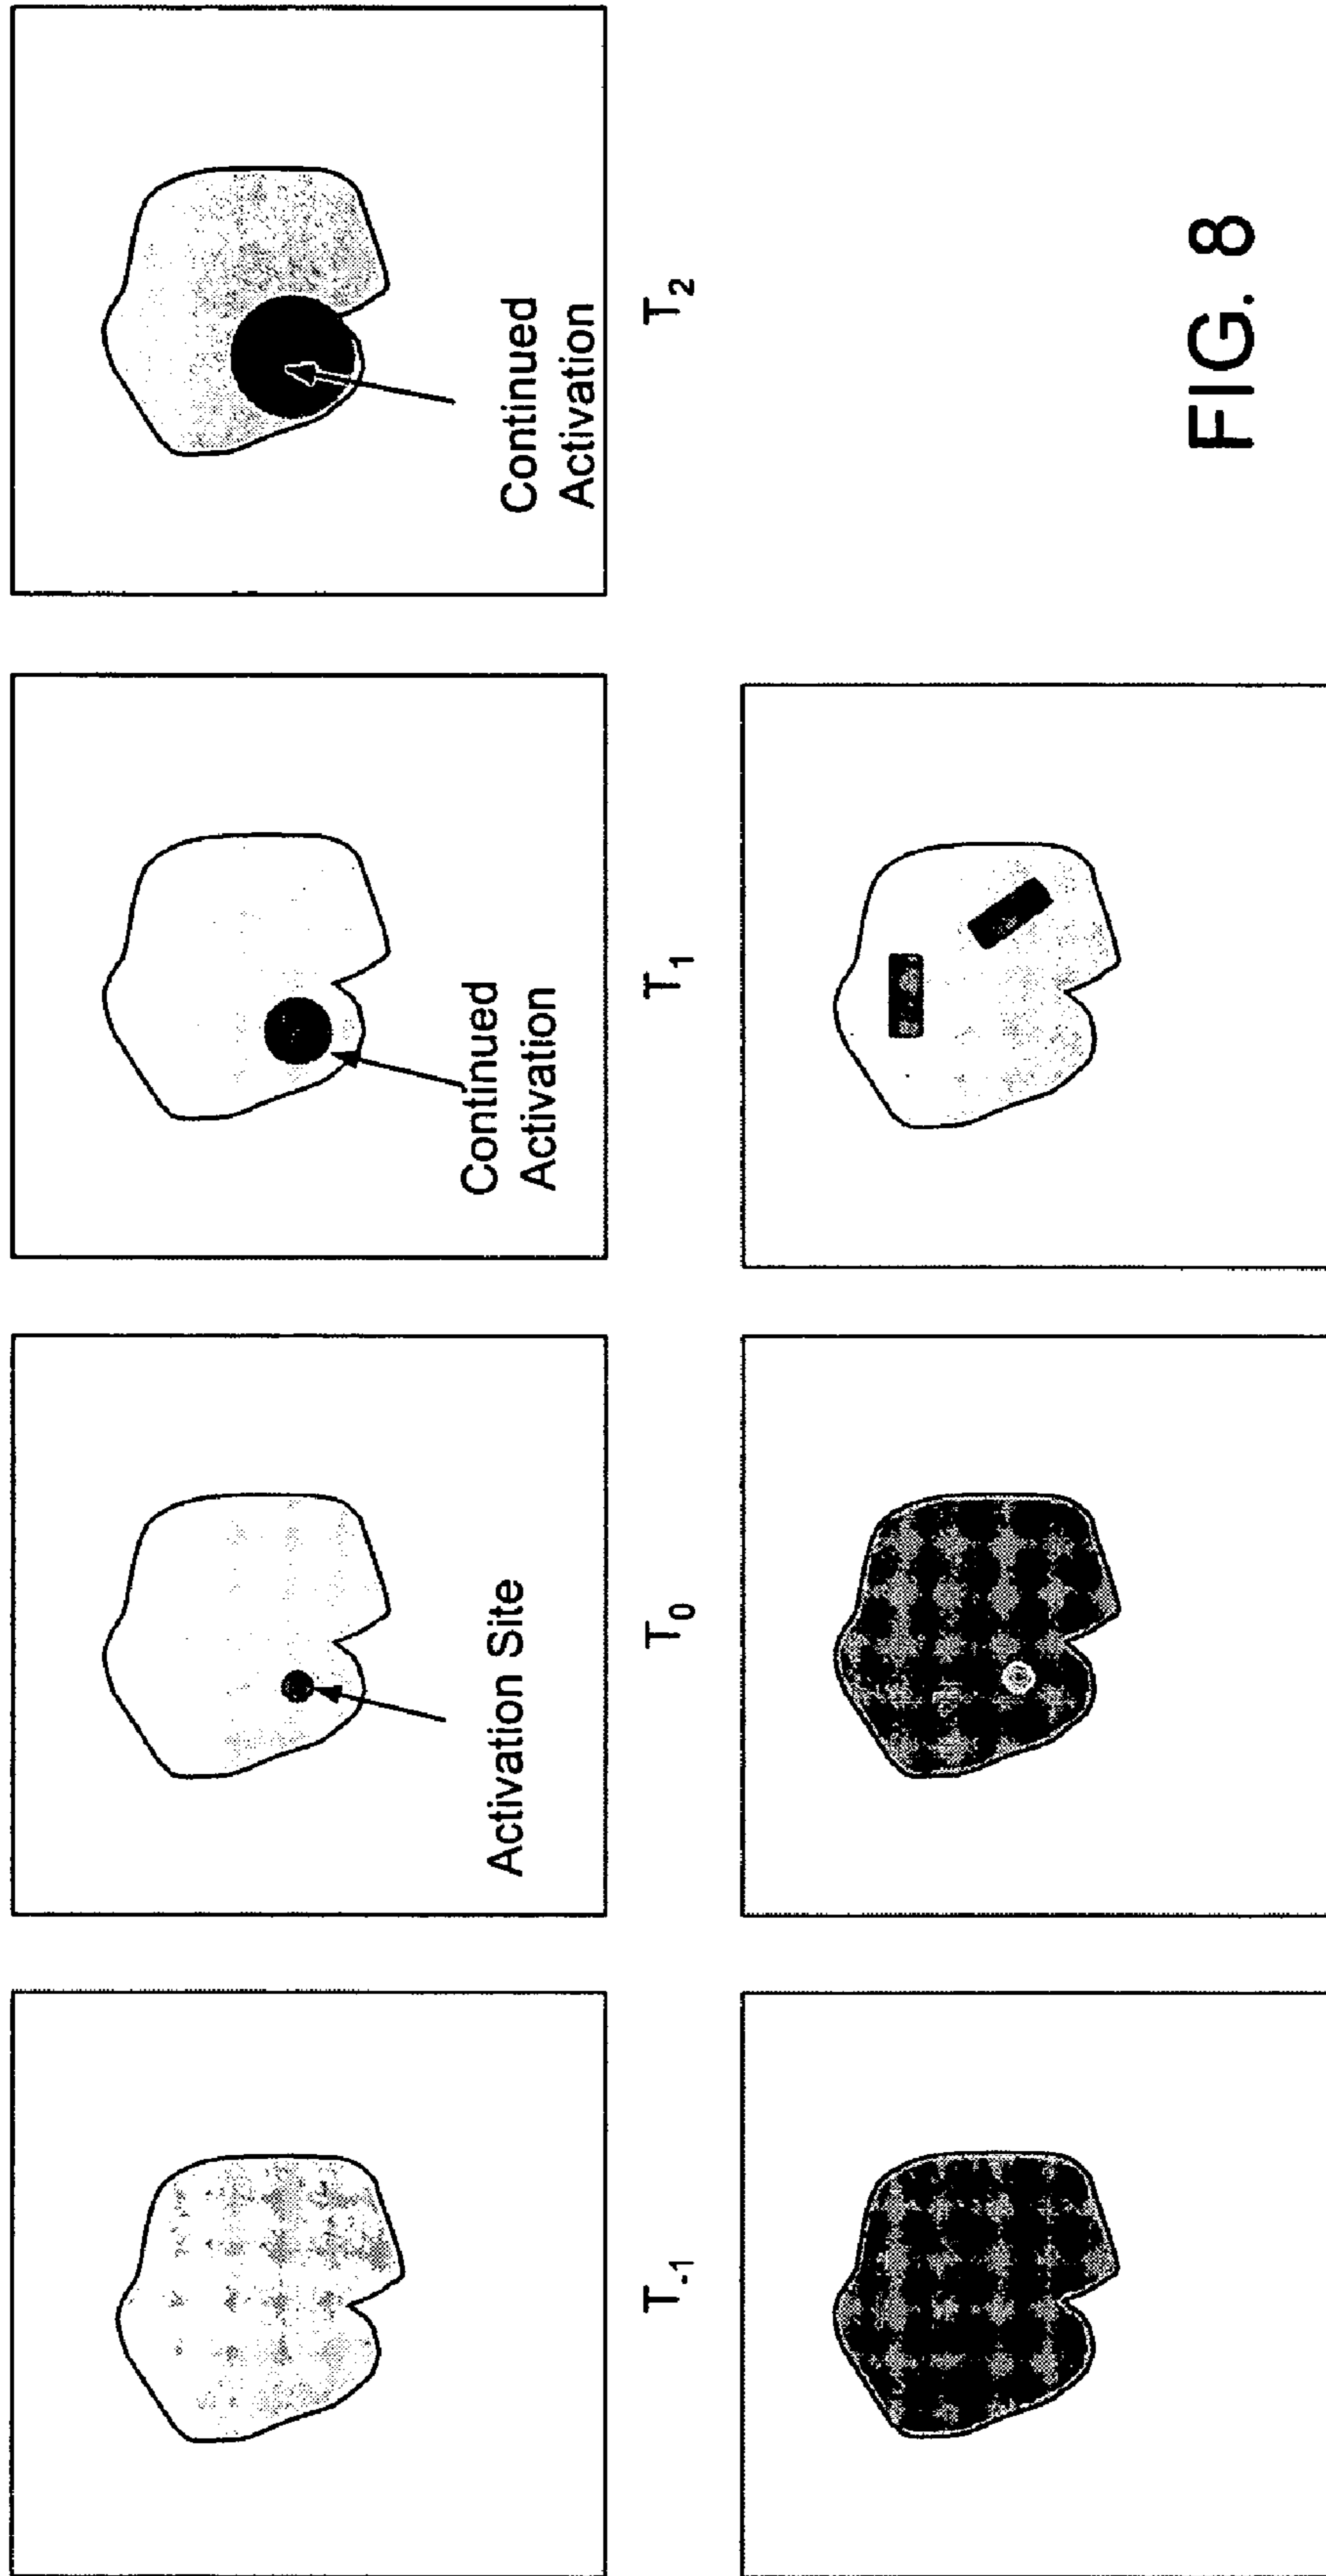 Activation Site
Continued
Activation
Continued
Activation
T-1
T0
T1
T2
FIG. 8